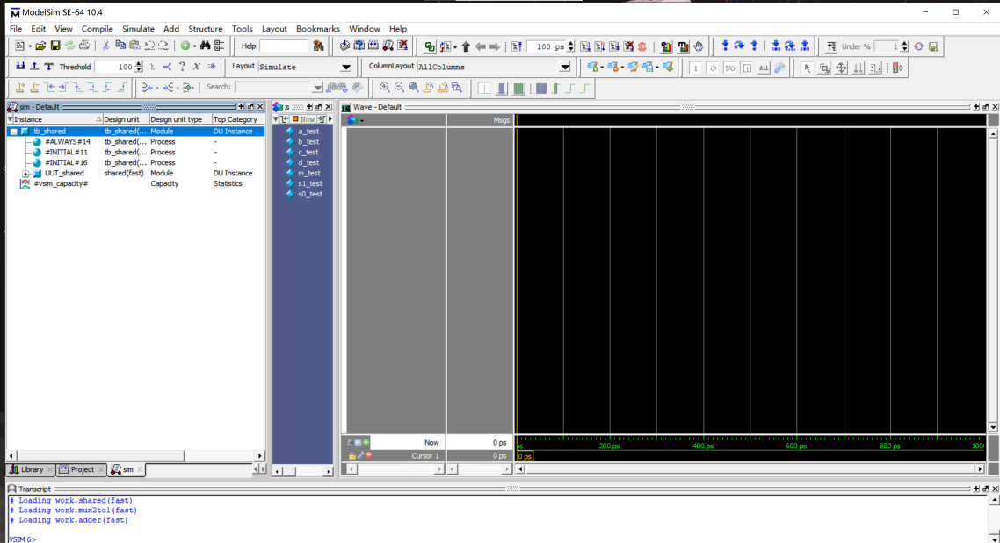 ModelSim SE-64 10.4
File Edit View Compile Simulate Add Structure Tools Layout Bookmarks Window Help
Help 100 ps Under % 1
Threshold 100 Layout Simulate ColumnLayout AllColumns I O I/O ALL
Search:
sim - Default s Wave - Default
Instance Design unit Design unit type Top Category Now Msgs
tb_shared tb_shared(... Module DU Instance
#ALWAYS#14 tb_shared(... Process -
#INITIAL#11 tb_shared(... Process -
#INITIAL#16 tb_shared(... Process -
UUT_shared shared(fast) Module DU Instance
#vsim_capacity# Capacity Statistics
a_test
b_test
c_test
d_test
m_test
s1_test
s0_test
Now 0 ps ps 200 ps 400 ps 600 ps 800 ps 100
Cursor 1 0 ps 0 ps
Library Project sim
Transcript
# Loading work.shared(fast)
# Loading work.mux2to1(fast)
# Loading work.adder(fast)
VSIM 6>